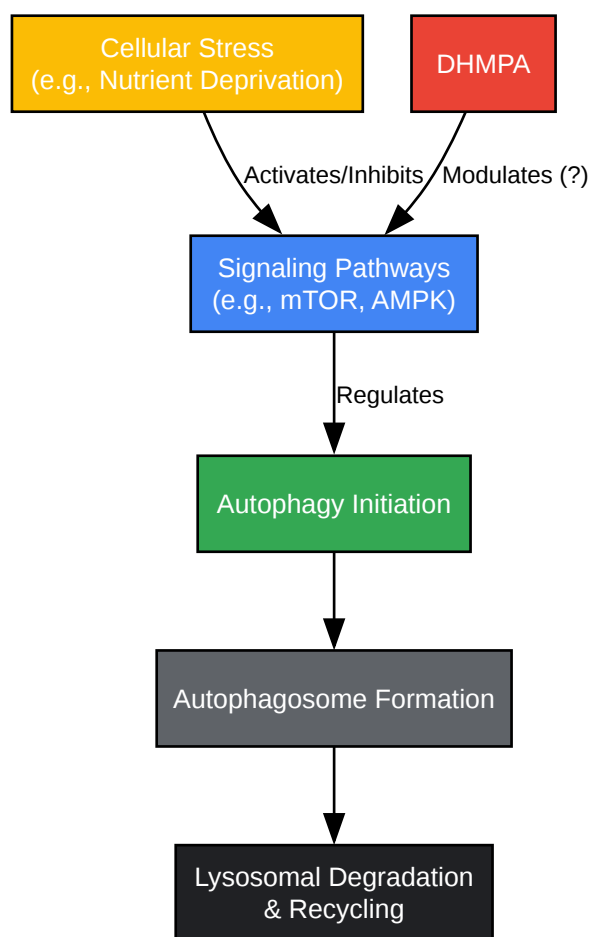 Cellular Stress
(e.g., Nutrient Deprivation)
DHMPA
Activates/Inhibits
Modulates (?)
Signaling Pathways
(e.g., mTOR, AMPK)
Regulates
Autophagy Initiation
Autophagosome Formation
Lysosomal Degradation
& Recycling